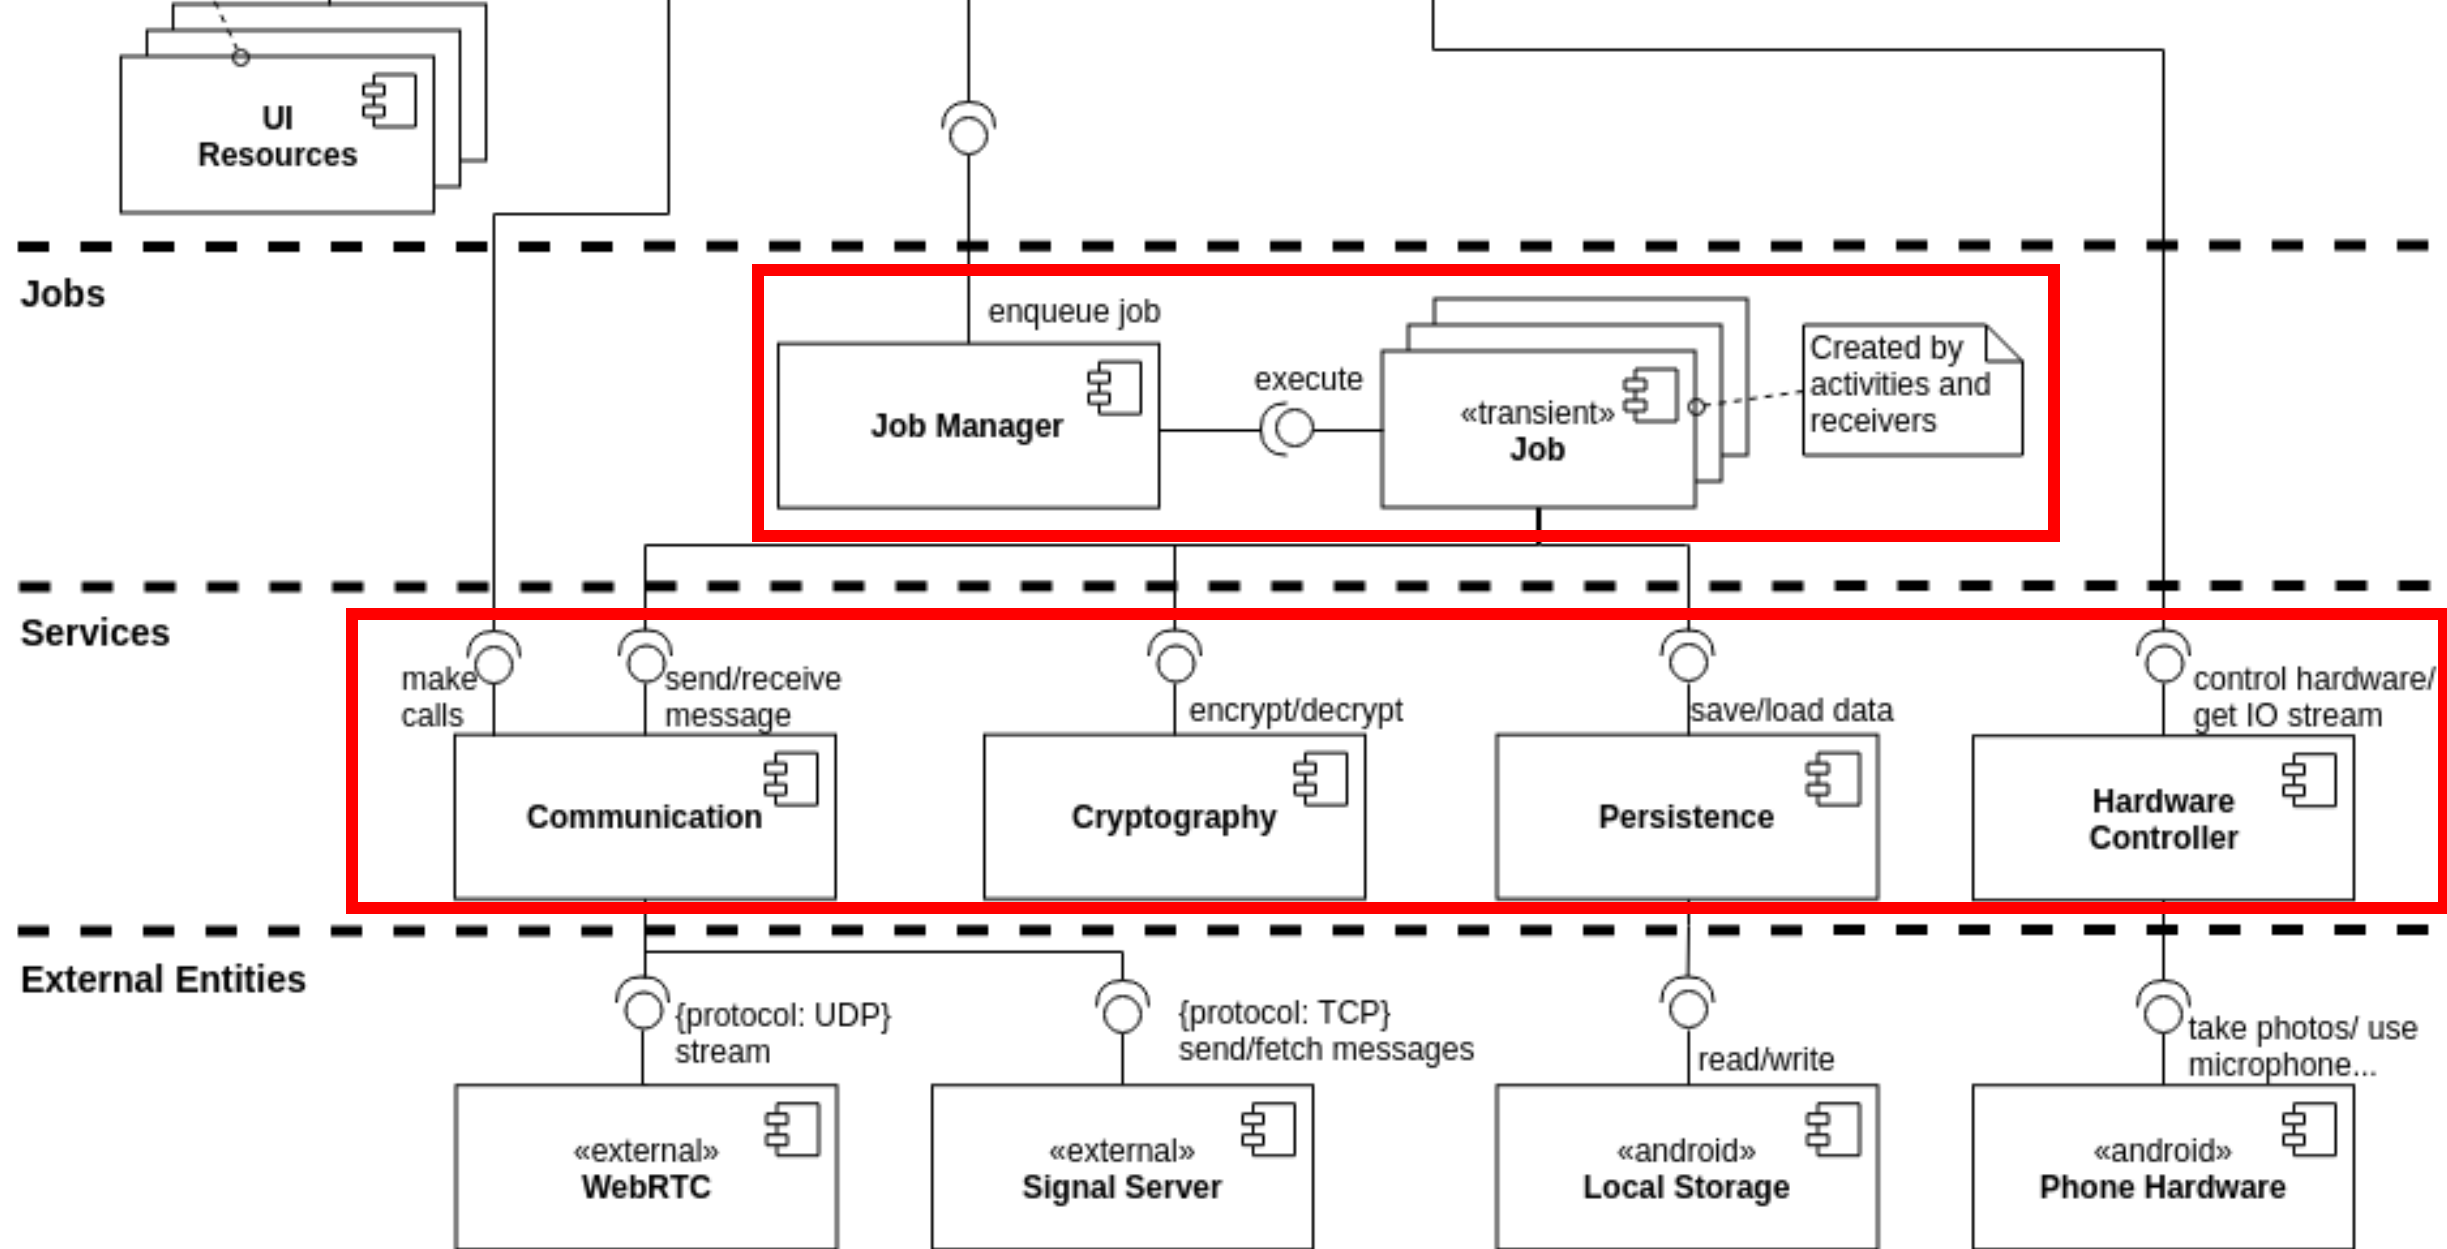 UI
Resources
Jobs
enqueue job
Job Manager
execute
«transient»
Job
Created by
activities and
receivers
Services
make
calls
send/receive
message
encrypt/decrypt
save/load data
control hardware/
get IO stream
Communication
Cryptography
Persistence
Hardware
Controller
External Entities
{protocol: UDP}
stream
{protocol: TCP}
send/fetch messages
read/write
take photos/ use
microphone...
«external»
WebRTC
«external»
Signal Server
«android»
Local Storage
«android»
Phone Hardware